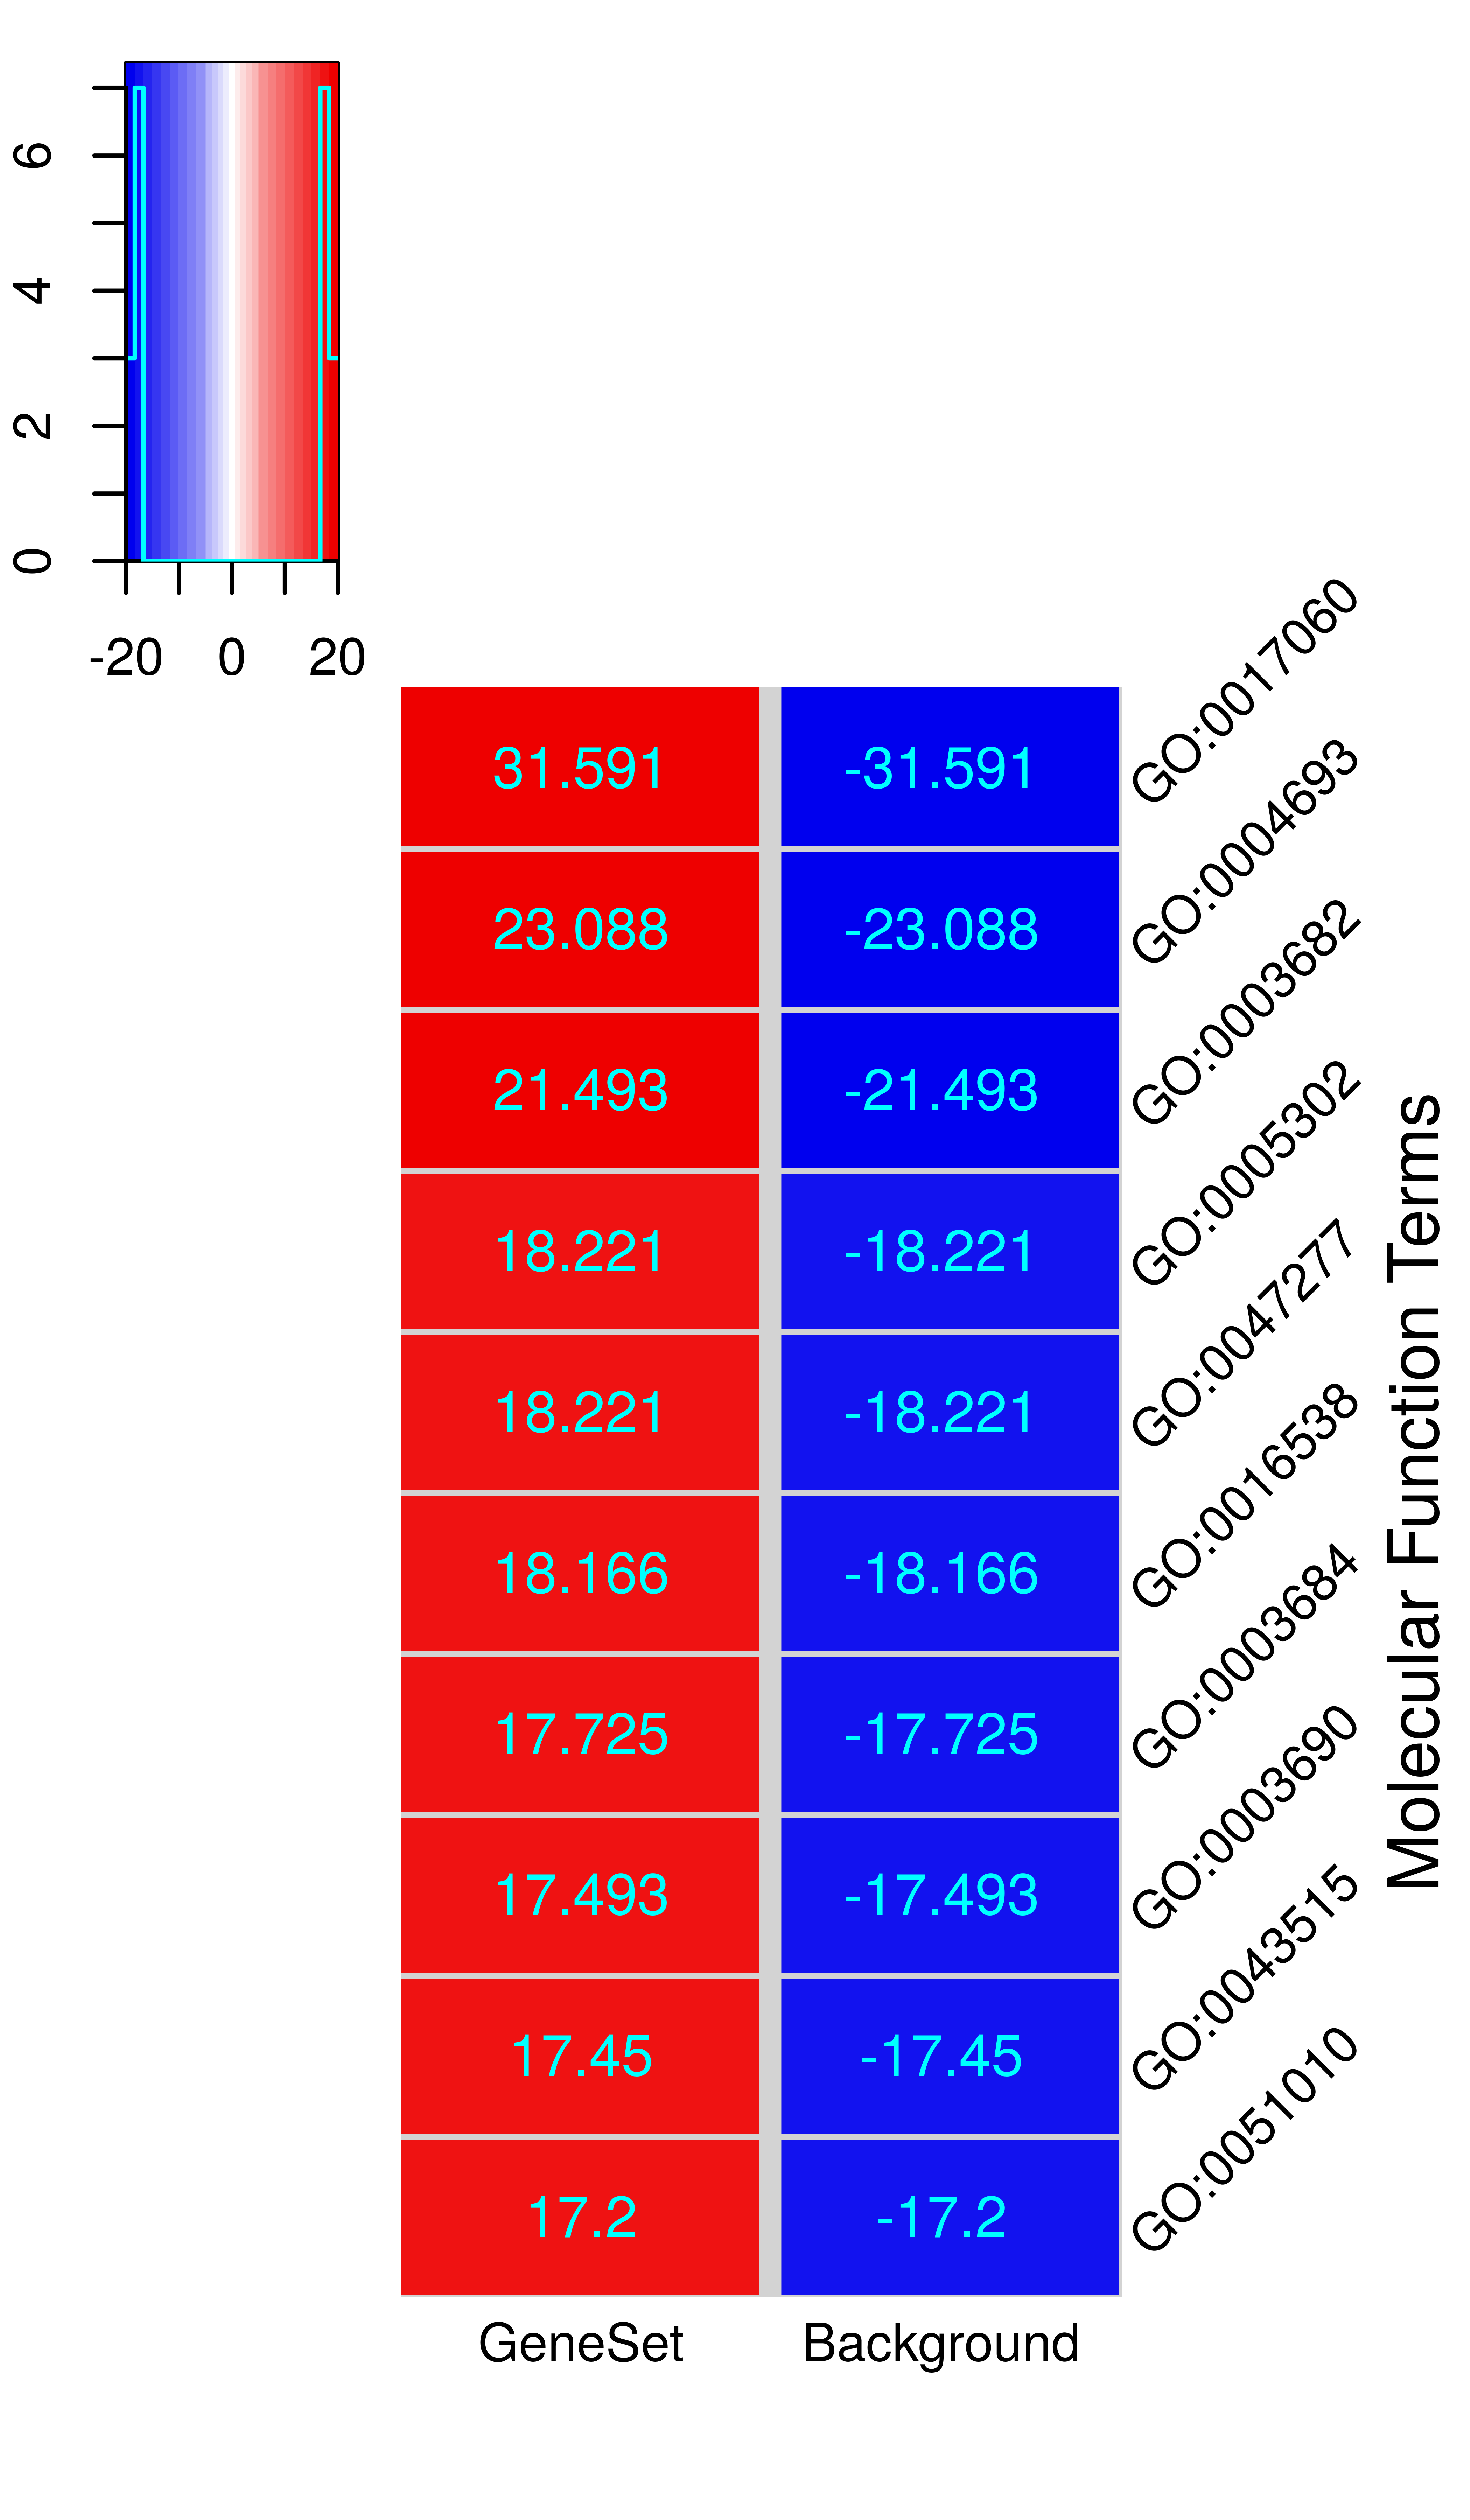 6
4
2
0
-20 0 20
31.591 -31.591 GO.0017060
23.088 -23.088 GO.0004693
21.493 -21.493 GO.0003682
18.221 -18.221 GO.0005322
18.221 -18.221 GO.0047277
18.166 -18.166 GO.0016538
17.725 -17.725 GO.0003684
17.493 -17.493 GO.0003690
17.45 -17.45 GO.0043515
17.2 -17.2 GO.0051010
Molecular Function Terms
GeneSet Background